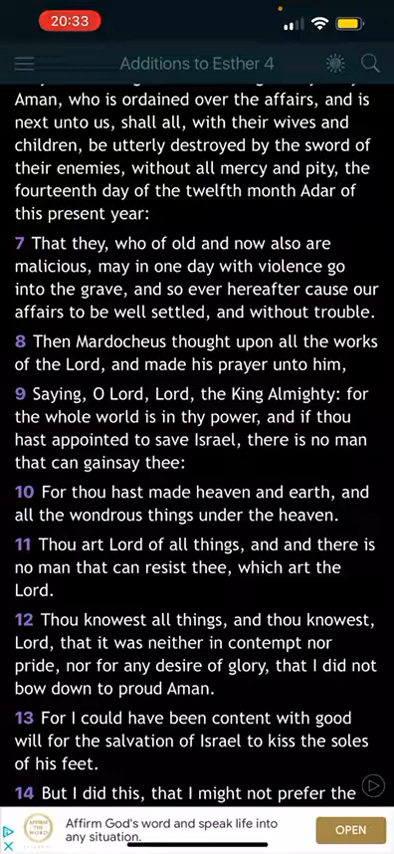 20:33
Additions to Esther 4
Aman, who is ordained over the affairs, and is
next unto us, shall all, with their wives and
children, be utterly destroyed by the sword of
their enemies, without all mercy and pity, the
fourteenth day of the twelfth month Adar of
this present year:
7 That they, who of old and now also are
malicious, may in one day with violence go
into the grave, and so ever hereafter cause our
affairs to be well settled, and without trouble.
8 Then Mardocheus thought upon all the works
of the Lord, and made his prayer unto him,
9 Saying, O Lord, Lord, the King Almighty: for
the whole world is in thy power, and if thou
hast appointed to save Israel, there is no man
that can gainsay thee:
10 For thou hast made heaven and earth, and
all the wondrous things under the heaven.
11 Thou art Lord of all things, and and there is
no man that can resist thee, which art the
Lord.
12 Thou knowest all things, and thou knowest,
Lord, that it was neither in contempt nor
pride, nor for any desire of glory, that I did not
bow down to proud Aman.
13 For I could have been content with good
will for the salvation of Israel to kiss the soles
of his feet.
14 But I did this, that I might not prefer the
AFFIRM
THE
WORD
Affirm God's word and speak life into
any situation.
OPEN